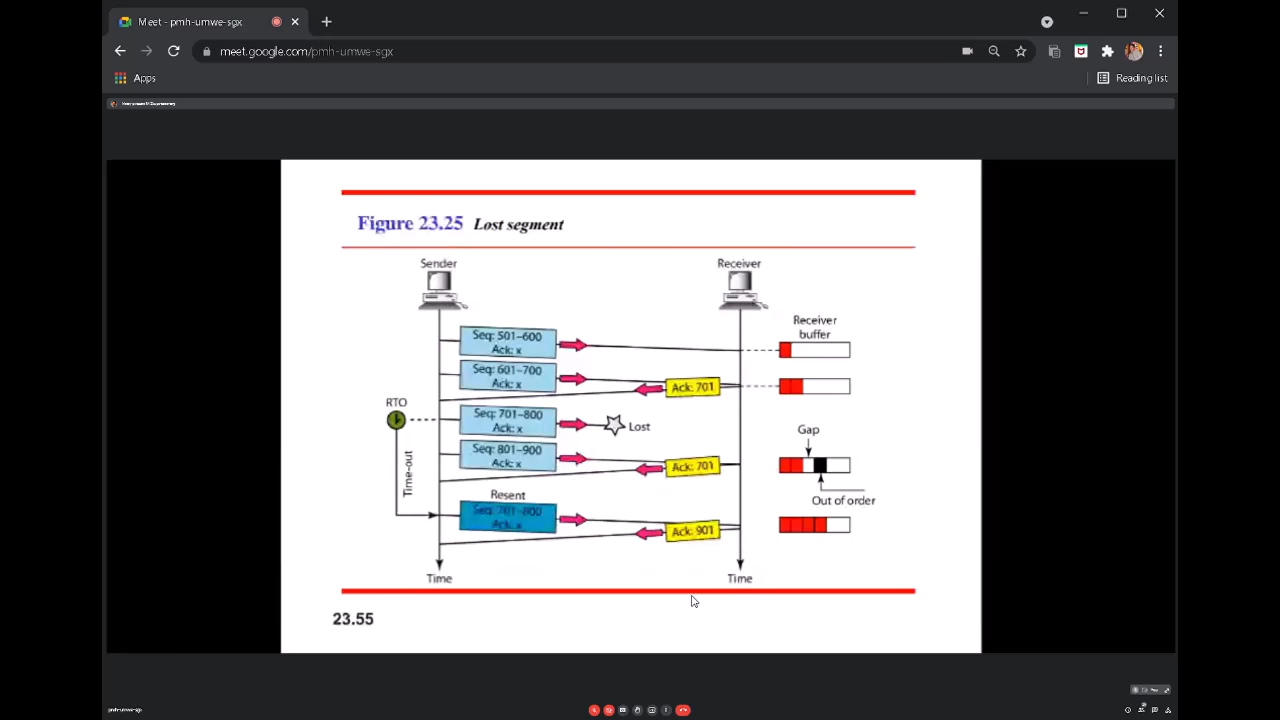 Meet - pmh-umwe-sgx
meet.google.com/pmh-umwe-sgx
Apps
Reading list
Figure 23.25 Lost segment
Sender
Receiver
Receiver
buffer
Seq: 501–600
Ack: x
Seq: 601–700
Ack: x
Ack: 701
RTO
Seq: 701–800
Ack: x
Lost
Gap
Time-out
Seq: 801–900
Ack: x
Ack: 701
Out of order
Resent
Seq: 701–800
Ack: x
Ack: 901
Time
Time
23.55
pmh-umwe-sgx